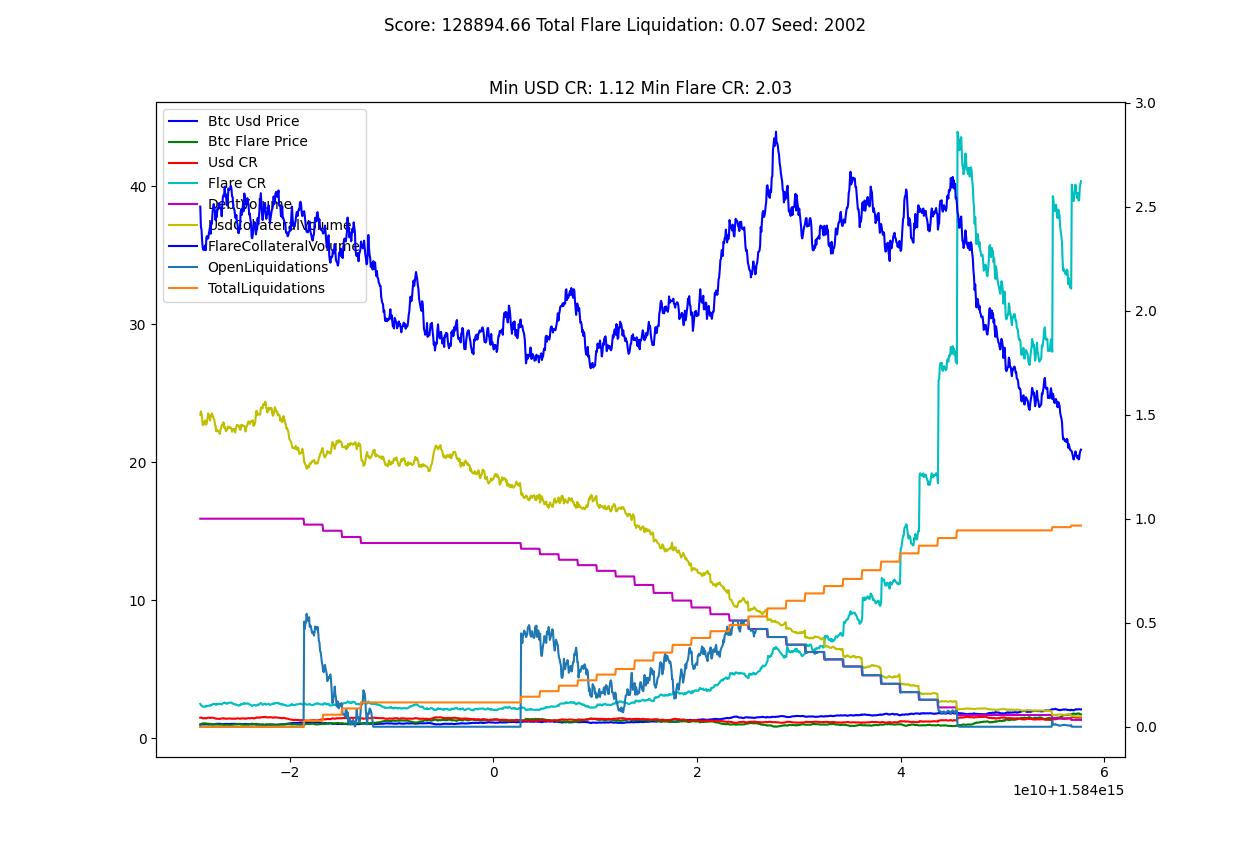 Score: 128894.66 Total Flare Liquidation: 0.07 Seed: 2002
Min USD CR: 1.12 Min Flare CR: 2.03
Btc Usd Price
Btc Flare Price
Usd CR
Flare CR
DebtVolume
UsdCollateralVolume
FlareCollateralVolume
OpenLiquidations
TotalLiquidations
40
30
20
10
0
3.0
2.5
2.0
1.5
1.0
0.5
0.0
−2
0
2
4
6
1e10+1.584e15